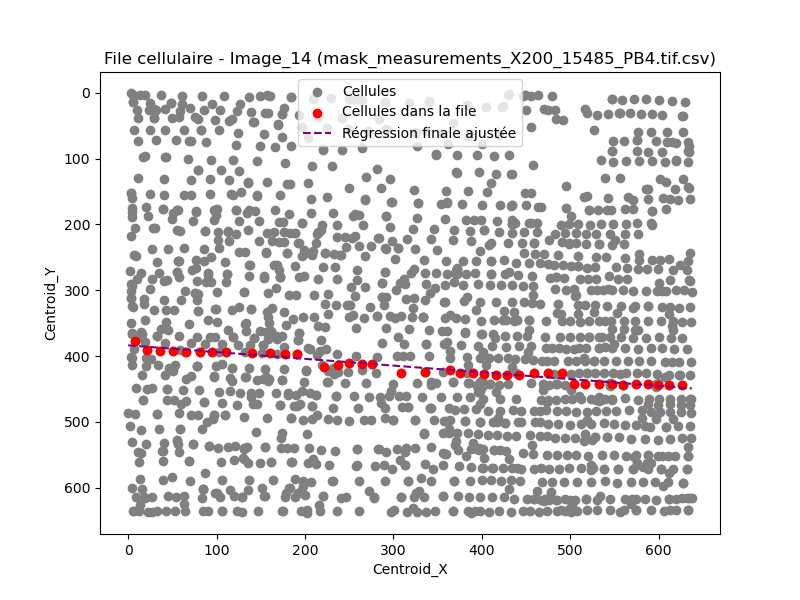 File cellulaire - Image_14 (mask_measurements_X200_15485_PB4.tif.csv)
Cellules
Cellules dans la file
Régression finale ajustée
0
100
200
300
400
500
600
Centroid_Y
0 100 200 300 400 500 600
Centroid_X